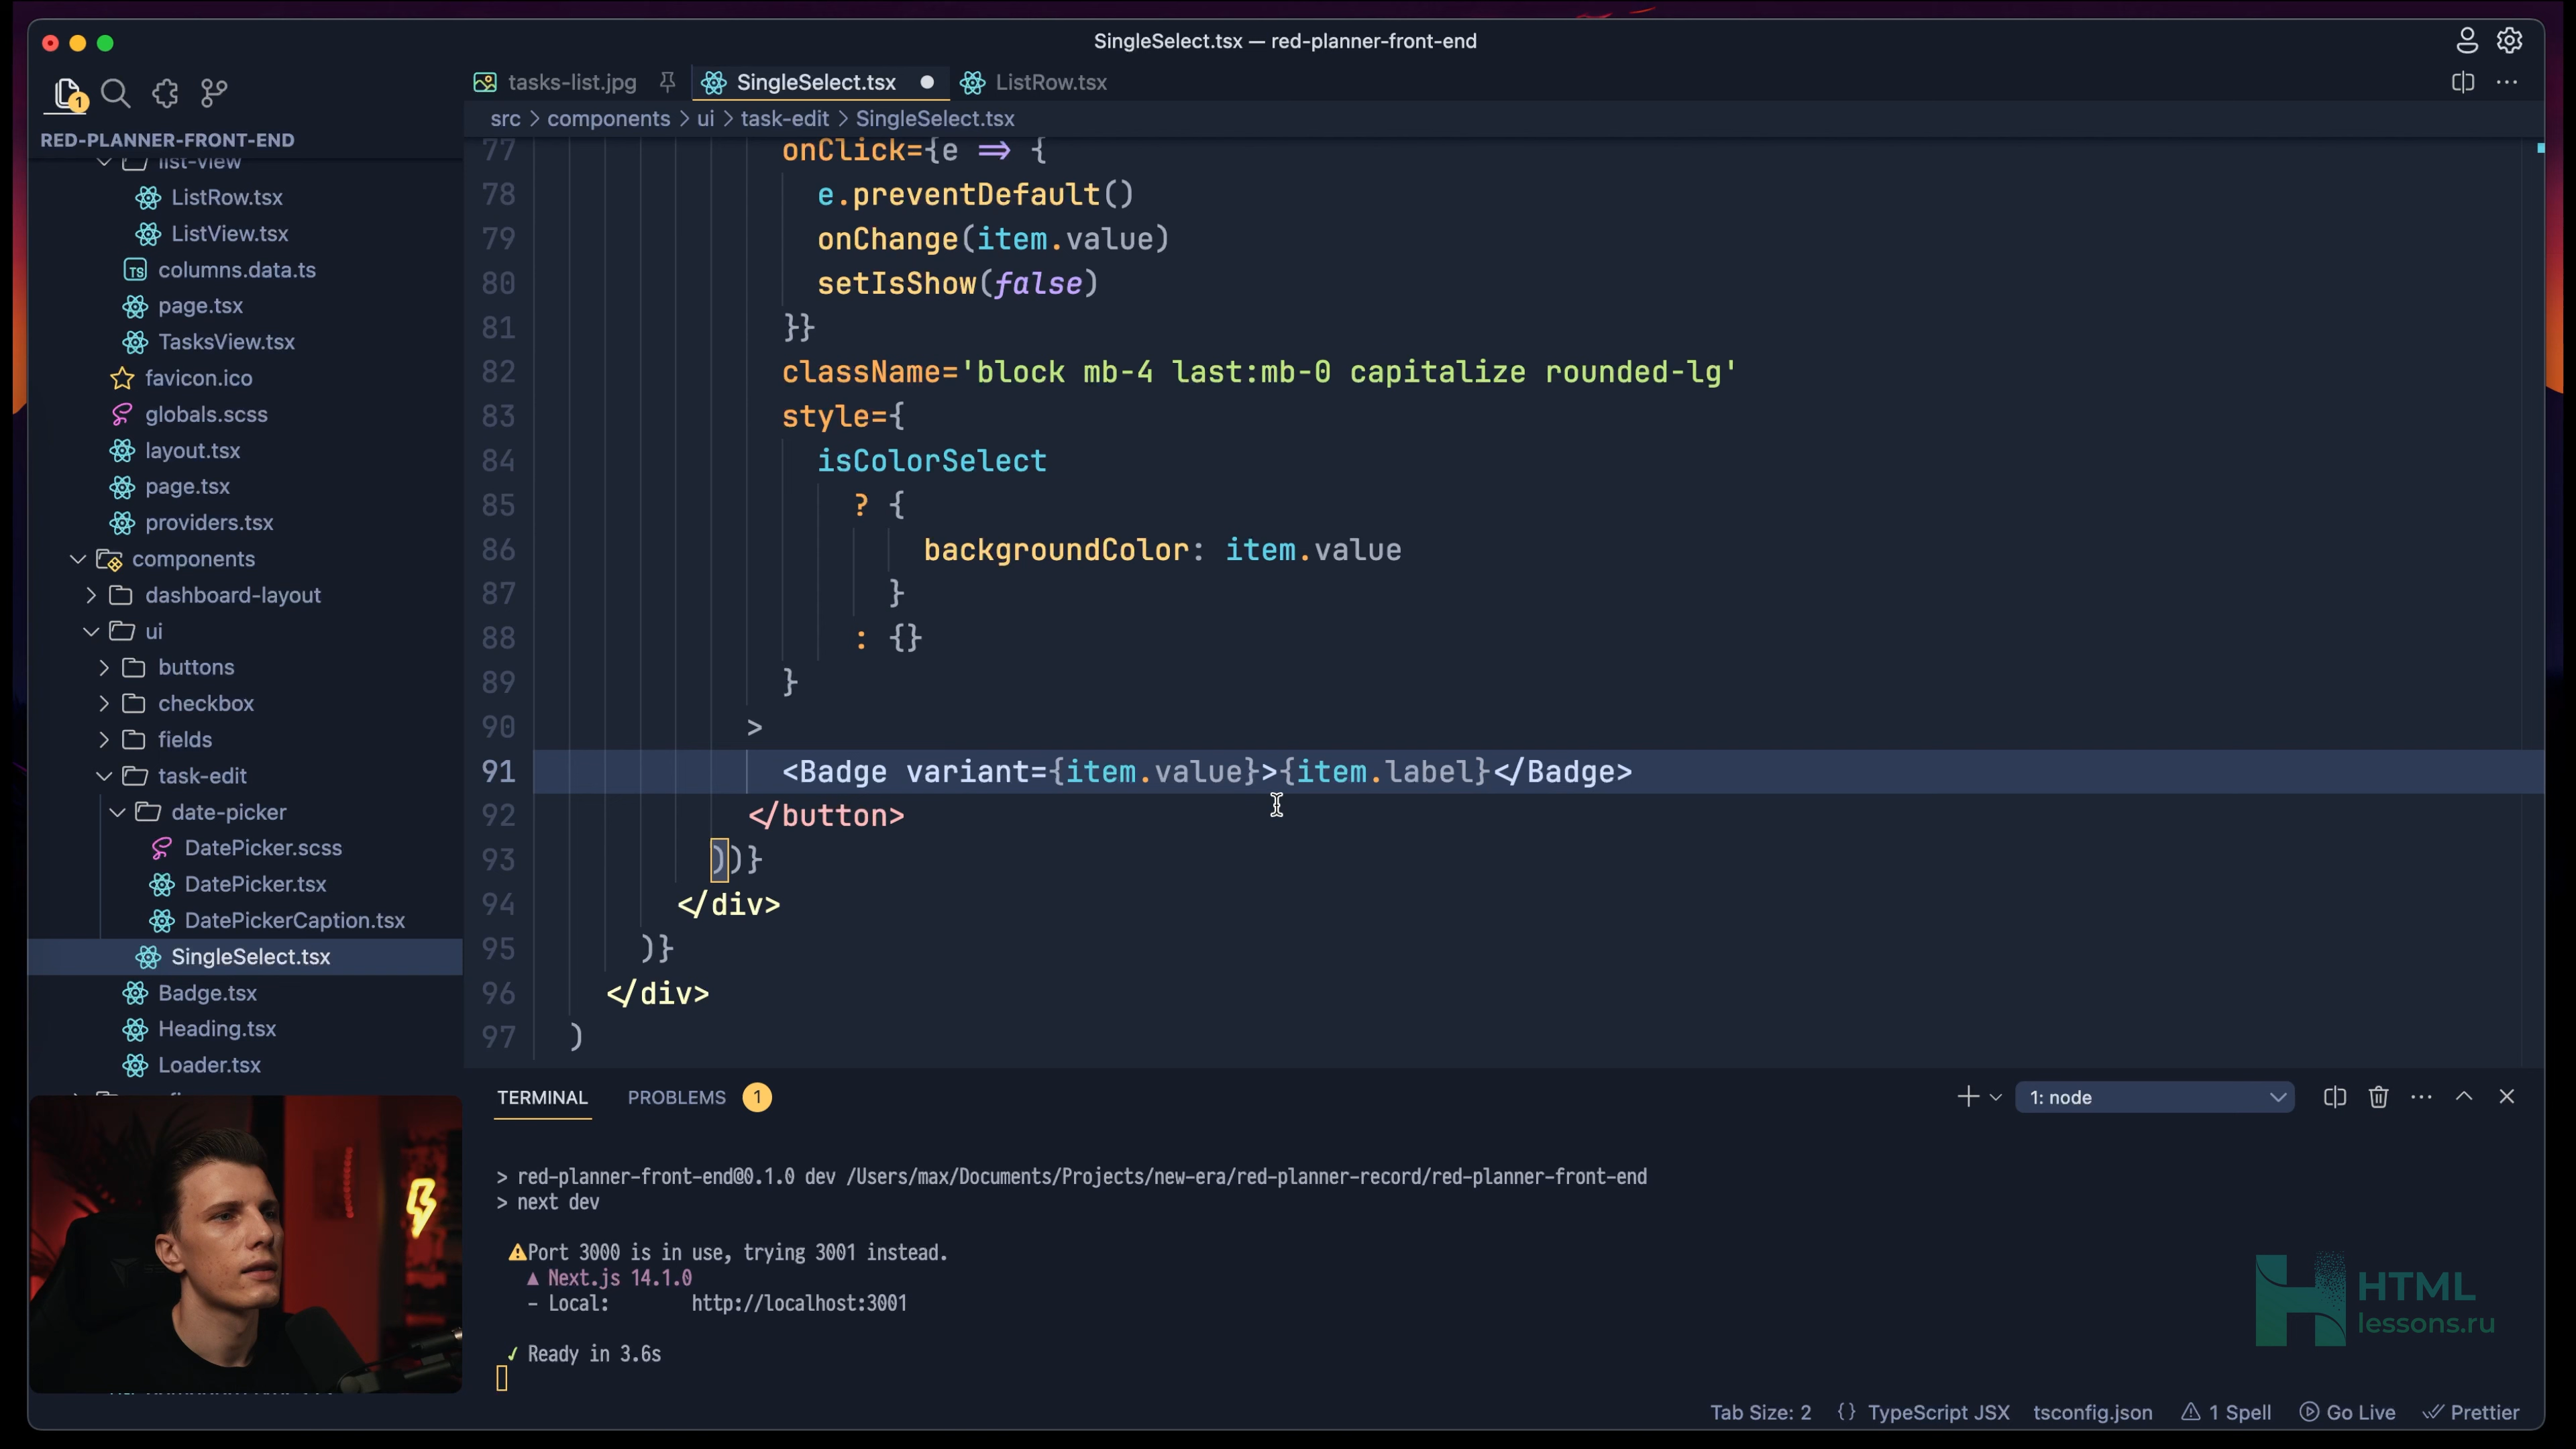 SingleSelect.tsx — red-planner-front-end
1
tasks-list.jpg
SingleSelect.tsx
ListRow.tsx
src > components > ui > task-edit > SingleSelect.tsx
RED-PLANNER-FRONT-END
list-view
ListRow.tsx
ListView.tsx
columns.data.ts
page.tsx
TasksView.tsx
favicon.ico
globals.scss
layout.tsx
page.tsx
providers.tsx
components
dashboard-layout
ui
buttons
checkbox
fields
task-edit
date-picker
DatePicker.scss
DatePicker.tsx
DatePickerCaption.tsx
SingleSelect.tsx
Badge.tsx
Heading.tsx
Loader.tsx
77 onClick={e => {
78 e.preventDefault()
79 onChange(item.value)
80 setIsShow(false)
81 }}
82 className='block mb-4 last:mb-0 capitalize rounded-lg'
83 style={
84 isColorSelect
85 ? {
86 backgroundColor: item.value
87 }
88 : {}
89 }
90 >
91 <Badge variant={item.value}>{item.label}</Badge>
92 </button>
93 ))}
94 </div>
95 )}
96 </div>
97 )
TERMINAL
PROBLEMS 1
1: node
> red-planner-front-end@0.1.0 dev /Users/max/Documents/Projects/new-era/red-planner-record/red-planner-front-end
> next dev
⚠Port 3000 is in use, trying 3001 instead.
▲ Next.js 14.1.0
- Local: http://localhost:3001
✓ Ready in 3.6s
HTML
lessons.ru
Tab Size: 2
{} TypeScript JSX
tsconfig.json
1 Spell
Go Live
Prettier